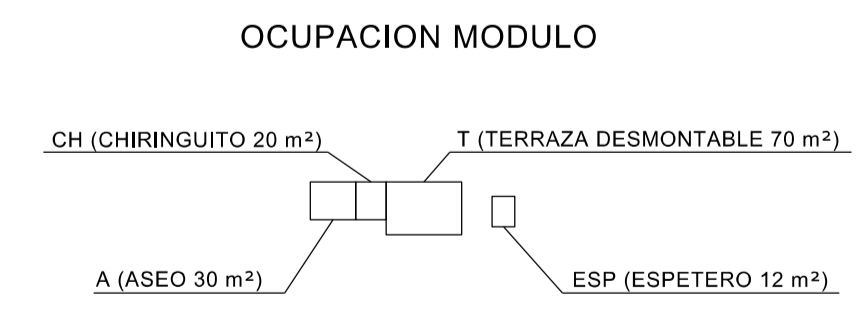 OCUPACION MODULO
CH (CHIRINGUITO 20 m²)
T (TERRAZA DESMONTABLE 70 m²)
A (ASEO 30 m²)
ESP (ESPETERO 12 m²)